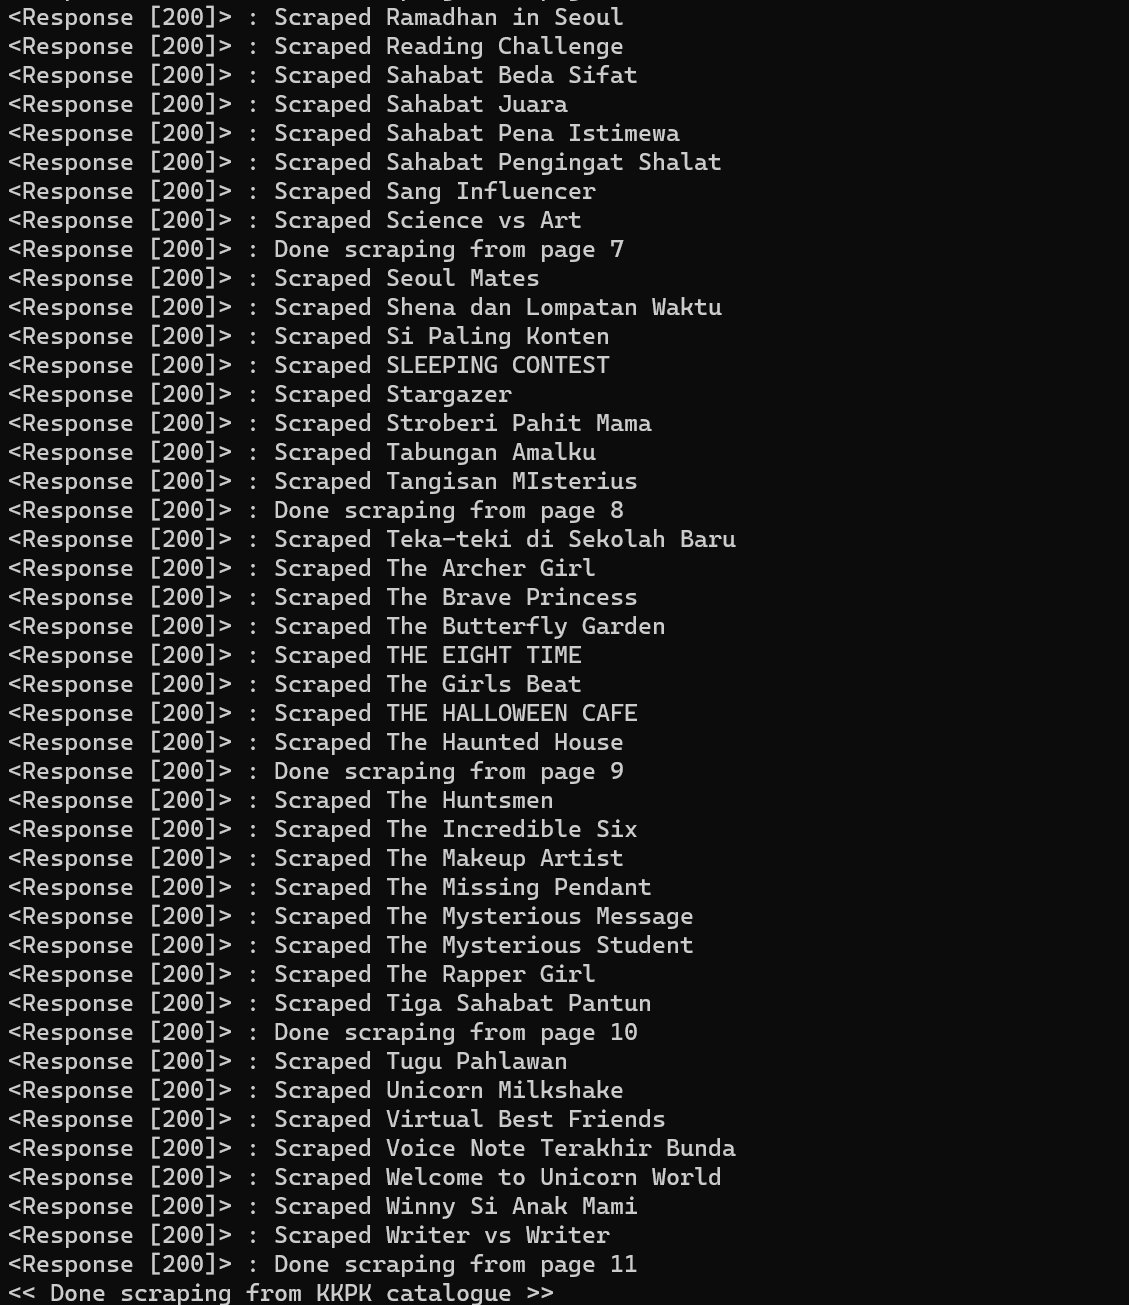 <Response [200]> : Scraped Ramadhan in Seoul
<Response [200]> : Scraped Reading Challenge
<Response [200]> : Scraped Sahabat Beda Sifat
<Response [200]> : Scraped Sahabat Juara
<Response [200]> : Scraped Sahabat Pena Istimewa
<Response [200]> : Scraped Sahabat Pengingat Shalat
<Response [200]> : Scraped Sang Influencer
<Response [200]> : Scraped Science vs Art
<Response [200]> : Done scraping from page 7
<Response [200]> : Scraped Seoul Mates
<Response [200]> : Scraped Shena dan Lompatan Waktu
<Response [200]> : Scraped Si Paling Konten
<Response [200]> : Scraped SLEEPING CONTEST
<Response [200]> : Scraped Stargazer
<Response [200]> : Scraped Stroberi Pahit Mama
<Response [200]> : Scraped Tabungan Amalku
<Response [200]> : Scraped Tangisan MIsterius
<Response [200]> : Done scraping from page 8
<Response [200]> : Scraped Teka-teki di Sekolah Baru
<Response [200]> : Scraped The Archer Girl
<Response [200]> : Scraped The Brave Princess
<Response [200]> : Scraped The Butterfly Garden
<Response [200]> : Scraped THE EIGHT TIME
<Response [200]> : Scraped The Girls Beat
<Response [200]> : Scraped THE HALLOWEEN CAFE
<Response [200]> : Scraped The Haunted House
<Response [200]> : Done scraping from page 9
<Response [200]> : Scraped The Huntsmen
<Response [200]> : Scraped The Incredible Six
<Response [200]> : Scraped The Makeup Artist
<Response [200]> : Scraped The Missing Pendant
<Response [200]> : Scraped The Mysterious Message
<Response [200]> : Scraped The Mysterious Student
<Response [200]> : Scraped The Rapper Girl
<Response [200]> : Scraped Tiga Sahabat Pantun
<Response [200]> : Done scraping from page 10
<Response [200]> : Scraped Tugu Pahlawan
<Response [200]> : Scraped Unicorn Milkshake
<Response [200]> : Scraped Virtual Best Friends
<Response [200]> : Scraped Voice Note Terakhir Bunda
<Response [200]> : Scraped Welcome to Unicorn World
<Response [200]> : Scraped Winny Si Anak Mami
<Response [200]> : Scraped Writer vs Writer
<Response [200]> : Done scraping from page 11
<< Done scraping from KKPK catalogue >>